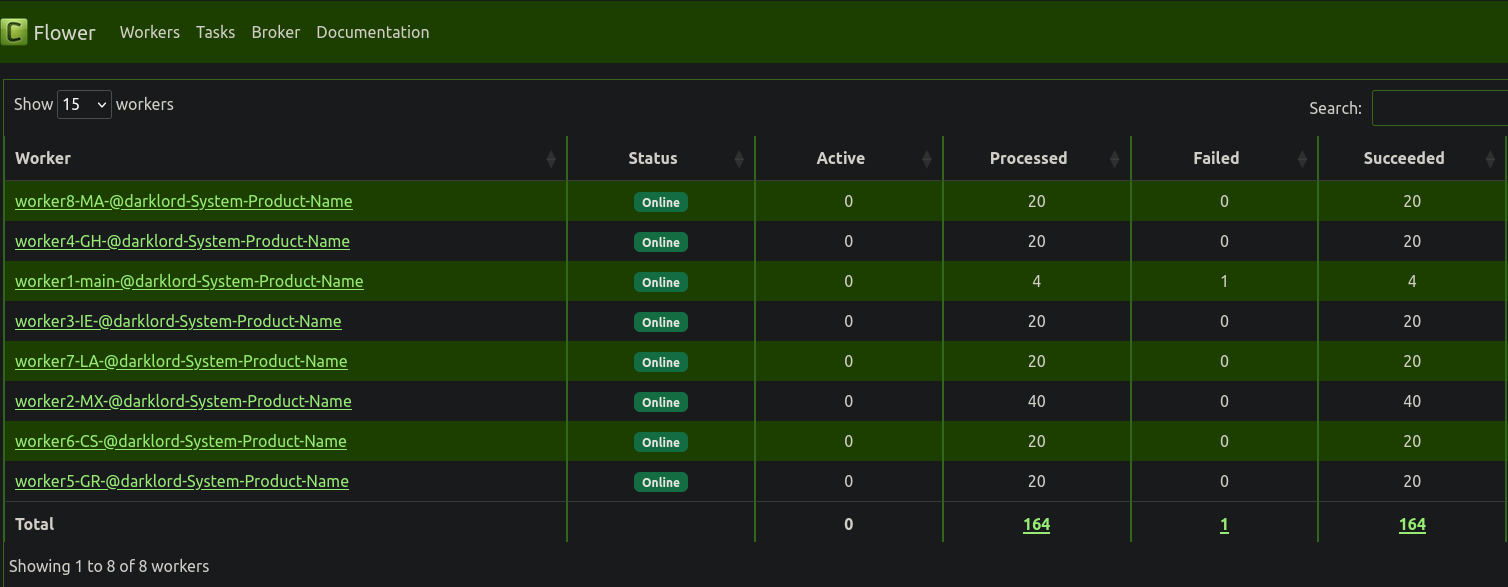 C Flower Workers Tasks Broker Documentation
Show 15 workers Search:
Worker Status Active Processed Failed Succeeded
worker8-MA-@darklord-System-Product-Name Online 0 20 0 20
worker4-GH-@darklord-System-Product-Name Online 0 20 0 20
worker1-main-@darklord-System-Product-Name Online 0 4 1 4
worker3-IE-@darklord-System-Product-Name Online 0 20 0 20
worker7-LA-@darklord-System-Product-Name Online 0 20 0 20
worker2-MX-@darklord-System-Product-Name Online 0 40 0 40
worker6-CS-@darklord-System-Product-Name Online 0 20 0 20
worker5-GR-@darklord-System-Product-Name Online 0 20 0 20
Total 0 164 1 164
Showing 1 to 8 of 8 workers